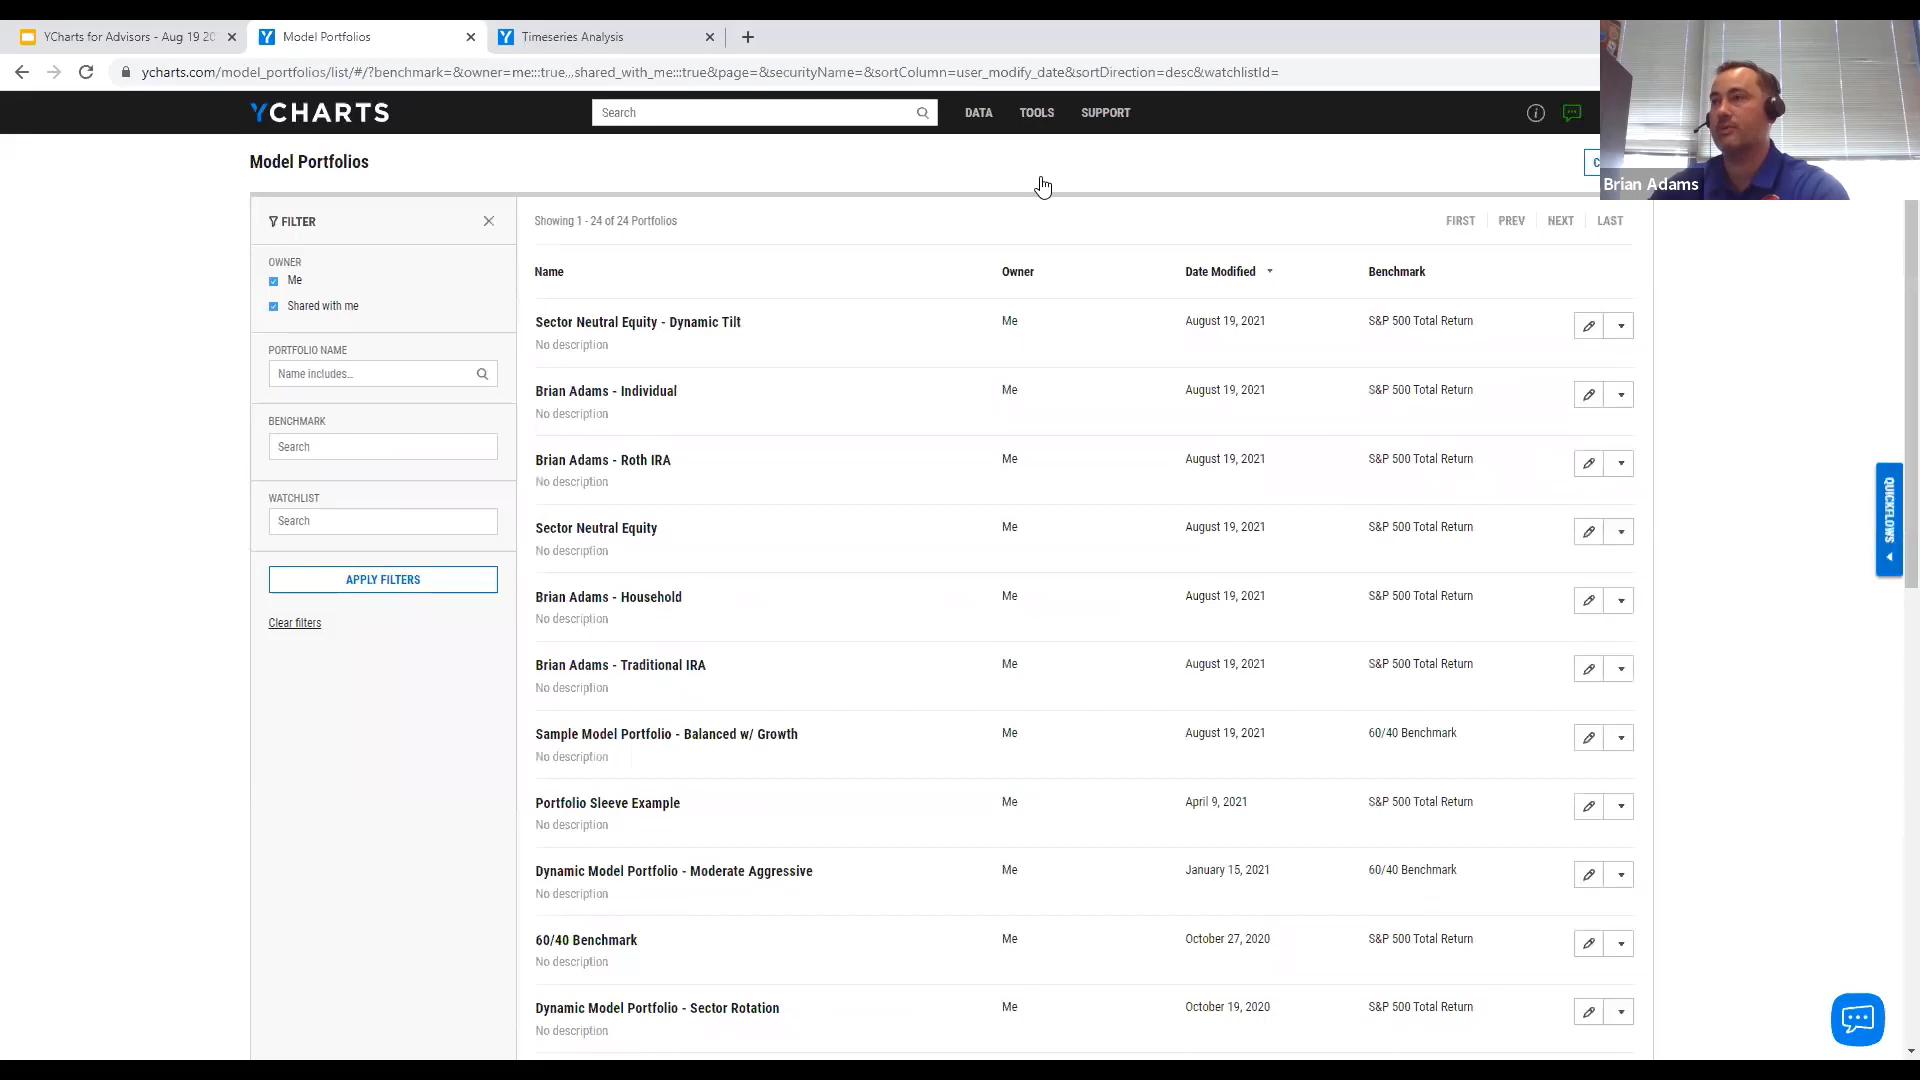 YCharts for Advisors - Aug 19 20
Model Portfolios
Timeseries Analysis
ycharts.com/model_portfolios/list/#/?benchmark=&owner=me:::true,,,shared_with_me:::true&page=&securityName=&sortColumn=user_modify_date&sortDirection=desc&watchlistId=
YCHARTS
Search
DATA
TOOLS
SUPPORT
Model Portfolios
C
Brian Adams
FILTER
Showing 1 - 24 of 24 Portfolios
FIRST
PREV
NEXT
LAST
OWNER
Me
Shared with me
PORTFOLIO NAME
Name includes...
BENCHMARK
Search
WATCHLIST
Search
APPLY FILTERS
Clear filters
Name Owner Date Modified Benchmark
Sector Neutral Equity - Dynamic Tilt Me August 19, 2021 S&P 500 Total Return
No description
Brian Adams - Individual Me August 19, 2021 S&P 500 Total Return
No description
Brian Adams - Roth IRA Me August 19, 2021 S&P 500 Total Return
No description
Sector Neutral Equity Me August 19, 2021 S&P 500 Total Return
No description
Brian Adams - Household Me August 19, 2021 S&P 500 Total Return
No description
Brian Adams - Traditional IRA Me August 19, 2021 S&P 500 Total Return
No description
Sample Model Portfolio - Balanced w/ Growth Me August 19, 2021 60/40 Benchmark
No description
Portfolio Sleeve Example Me April 9, 2021 S&P 500 Total Return
No description
Dynamic Model Portfolio - Moderate Aggressive Me January 15, 2021 60/40 Benchmark
No description
60/40 Benchmark Me October 27, 2020 S&P 500 Total Return
No description
Dynamic Model Portfolio - Sector Rotation Me October 19, 2020 S&P 500 Total Return
No description
QUICKFLOWS